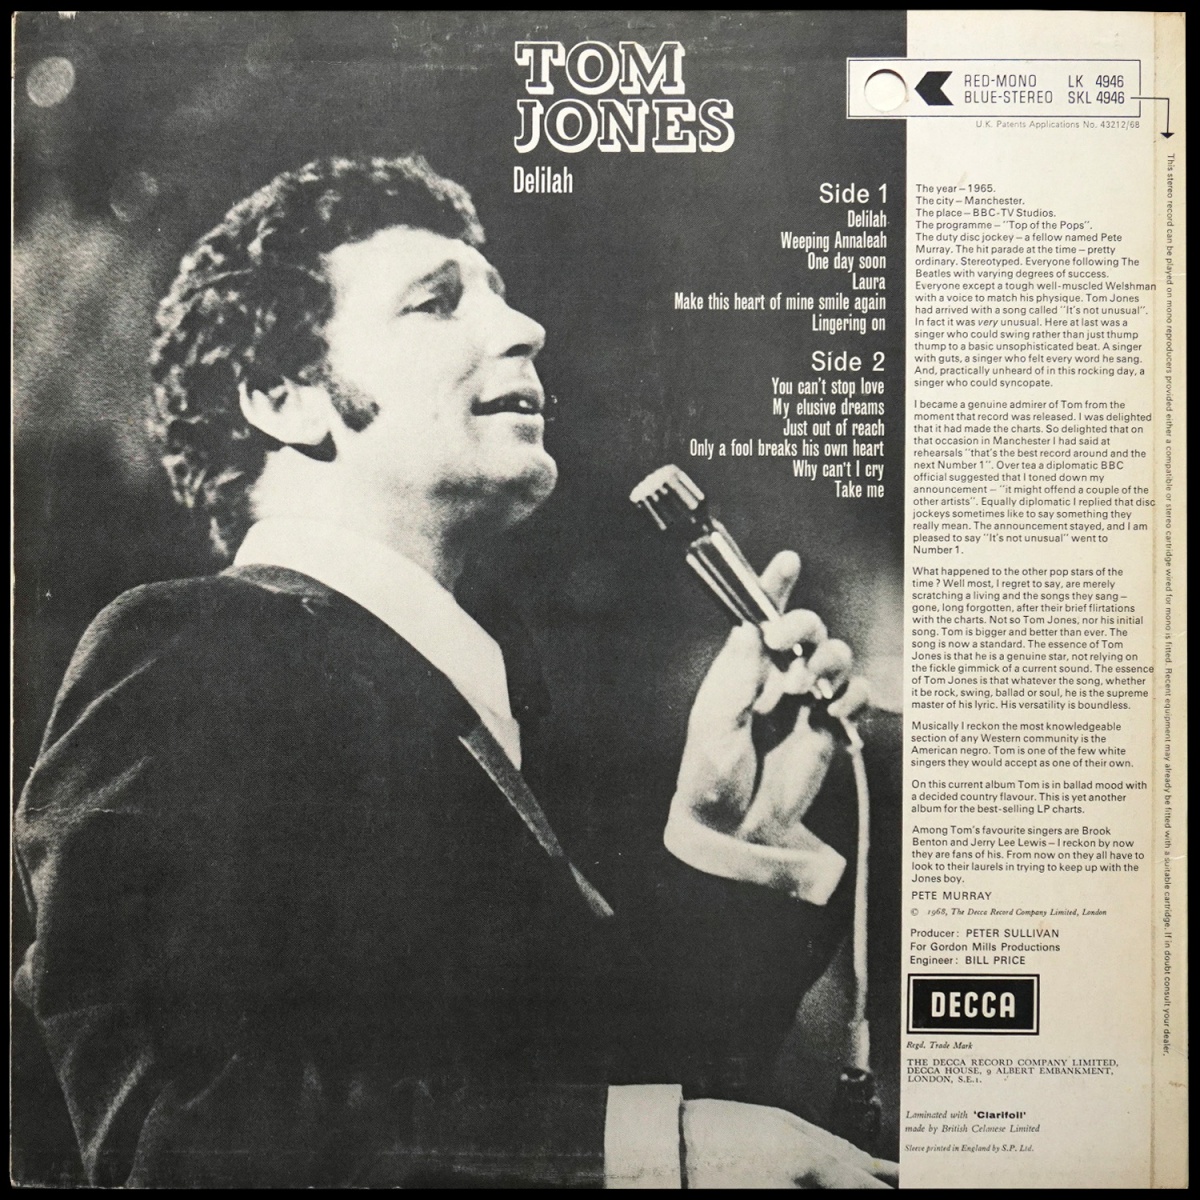 TOM
JONES
Delilah
RED-MONO LK 4946
BLUE-STEREO SKL 4946
U.K. Patents Applications No. 43212/68
Side 1
Delilah
Weeping Annaleah
One day soon
Laura
Make this heart of mine smile again
Lingering on
Side 2
You can't stop love
My elusive dreams
Just out of reach
Only a fool breaks his own heart
Why can't I cry
Take me
The year – 1965.
The city – Manchester.
The place – BBC-TV Studios.
The programme – "Top of the Pops".
The duty disc jockey – a fellow named Pete
Murray. The hit parade at the time – pretty
ordinary. Stereotyped. Everyone following The
Beatles with varying degrees of success.
Everyone except a tough well-muscled Welshman
with a voice to match his physique. Tom Jones
had arrived with a song called "It's not unusual".
In fact it was very unusual. Here at last was a
singer who could swing rather than just thump
thump to a basic unsophisticated beat. A singer
with guts, a singer who felt every word he sang.
And, practically unheard of in this rocking day, a
singer who could syncopate.
I became a genuine admirer of Tom from the
moment that record was released. I was delighted
that it had made the charts. So delighted that on
that occasion in Manchester I had said at
rehearsals "that's the best record around and the
next Number 1". Over tea a diplomatic BBC
official suggested that I toned down my
announcement – "it might offend a couple of the
other artists". Equally diplomatic I replied that disc
jockeys sometimes like to say something they
really mean. The announcement stayed, and I am
pleased to say "It's not unusual" went to
Number 1.
What happened to the other pop stars of the
time ? Well most, I regret to say, are merely
scratching a living and the songs they sang –
gone, long forgotten, after their brief flirtations
with the charts. Not so Tom Jones, nor his initial
song. Tom is bigger and better than ever. The
song is now a standard. The essence of Tom
Jones is that he is a genuine star, not relying on
the fickle gimmick of a current sound. The essence
of Tom Jones is that whatever the song, whether
it be rock, swing, ballad or soul, he is the supreme
master of his lyric. His versatility is boundless.
Musically I reckon the most knowledgeable
section of any Western community is the
American negro. Tom is one of the few white
singers they would accept as one of their own.
On this current album Tom is in ballad mood with
a decided country flavour. This is yet another
album for the best-selling LP charts.
Among Tom's favourite singers are Brook
Benton and Jerry Lee Lewis – I reckon by now
they are fans of his. From now on they all have to
look to their laurels in trying to keep up with the
Jones boy.
PETE MURRAY
© 1968, The Decca Record Company Limited, London
Producer: PETER SULLIVAN
For Gordon Mills Productions
Engineer: BILL PRICE
DECCA
Regd. Trade Mark
THE DECCA RECORD COMPANY LIMITED,
DECCA HOUSE, 9 ALBERT EMBANKMENT,
LONDON, S.E.1.
Laminated with 'Clarifoil'
made by British Celanese Limited
Sleeve printed in England by S.P. Ltd.
This stereo record can be played on mono reproducers provided either a compatible or stereo cartridge wired for mono is fitted. Recent equipment may already be fitted with a suitable cartridge. If in doubt consult your dealer.